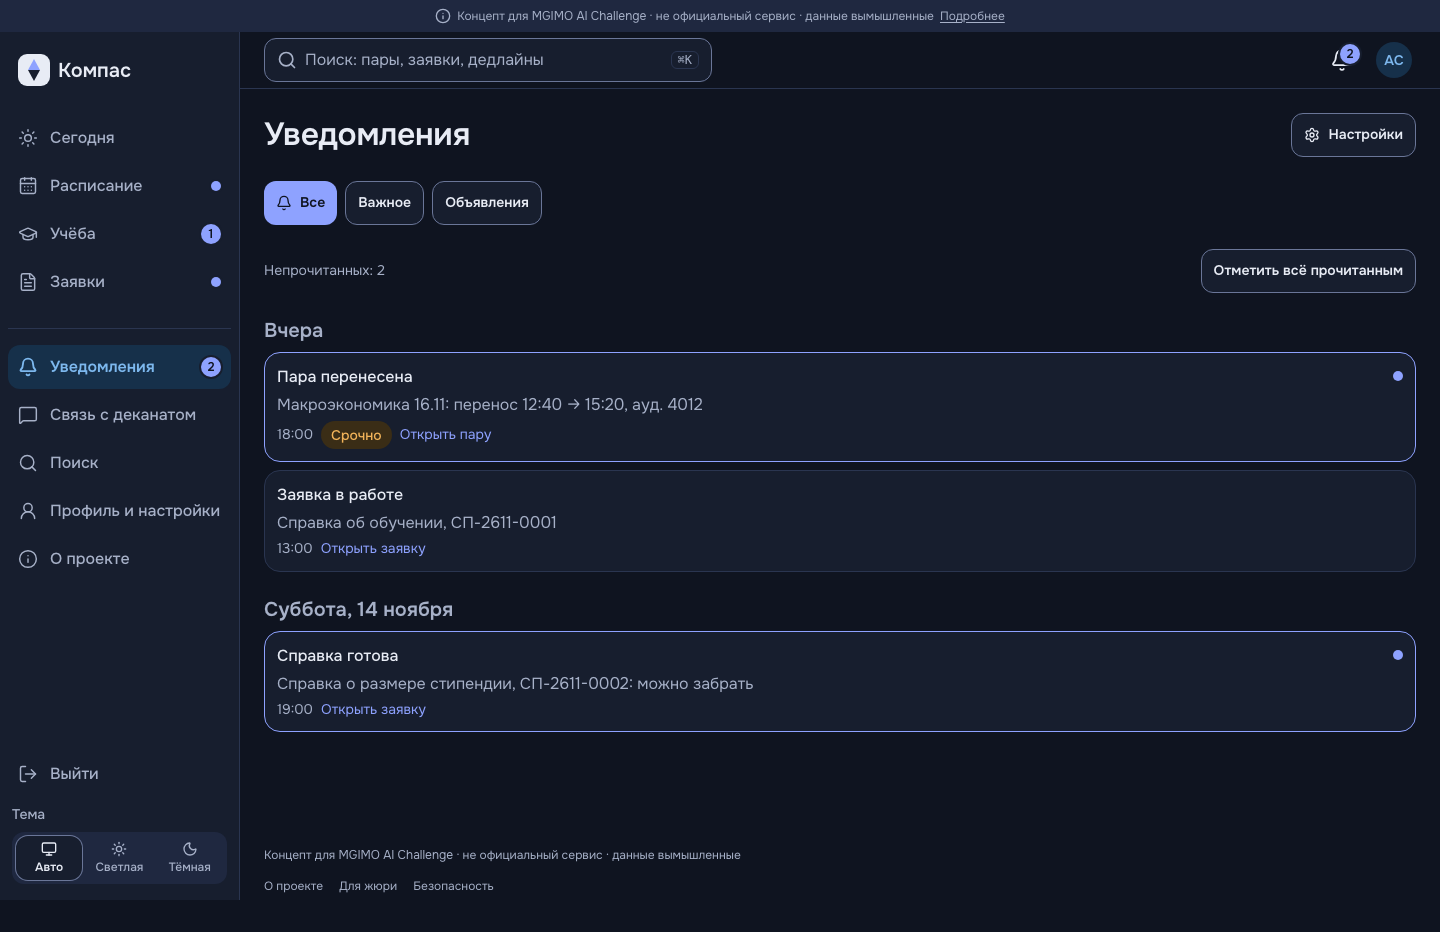 Концепт для MGIMO AI Challenge · не официальный сервис · данные вымышленные Подробнее
Компас
Поиск: пары, заявки, дедлайны
⌘K
2
АС
Сегодня
Расписание
Учёба
1
Заявки
Уведомления
2
Связь с деканатом
Поиск
Профиль и настройки
О проекте
Выйти
Тема
Авто
Светлая
Тёмная
Уведомления
Настройки
Все
Важное
Объявления
Непрочитанных: 2
Отметить всё прочитанным
Вчера
Пара перенесена
Макроэкономика 16.11: перенос 12:40 → 15:20, ауд. 4012
18:00 Срочно Открыть пару
Заявка в работе
Справка об обучении, СП-2611-0001
13:00 Открыть заявку
Суббота, 14 ноября
Справка готова
Справка о размере стипендии, СП-2611-0002: можно забрать
19:00 Открыть заявку
Концепт для MGIMO AI Challenge · не официальный сервис · данные вымышленные
О проекте Для жюри Безопасность